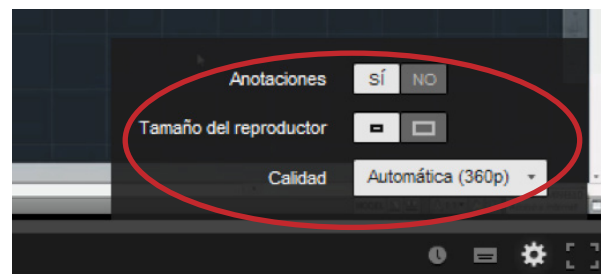 Anotaciones SÍ NO
Tamaño del reproductor
Calidad Automática (360p)